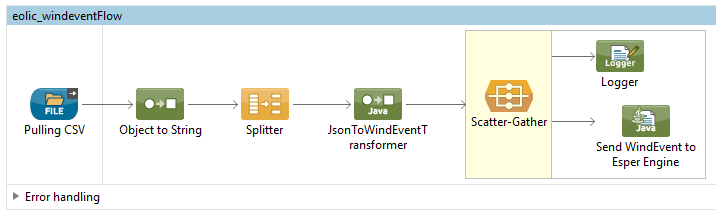 eolic_windeventFlow
FILE
Pulling CSV
Object to String
Splitter
Java
JsonToWindEventT
ransformer
Scatter-Gather
Logger
Logger
Java
Send WindEvent to
Esper Engine
Error handling